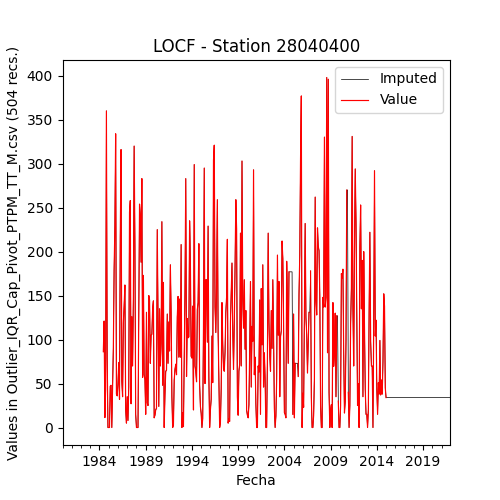 LOCF - Station 28040400
Imputed
Value
400
350
300
250
200
150
100
50
0
1984 1989 1994 1999 2004 2009 2014 2019
Fecha
Values in Outlier_IQR_Cap_Pivot_PTPM_TT_M.csv (504 recs.)